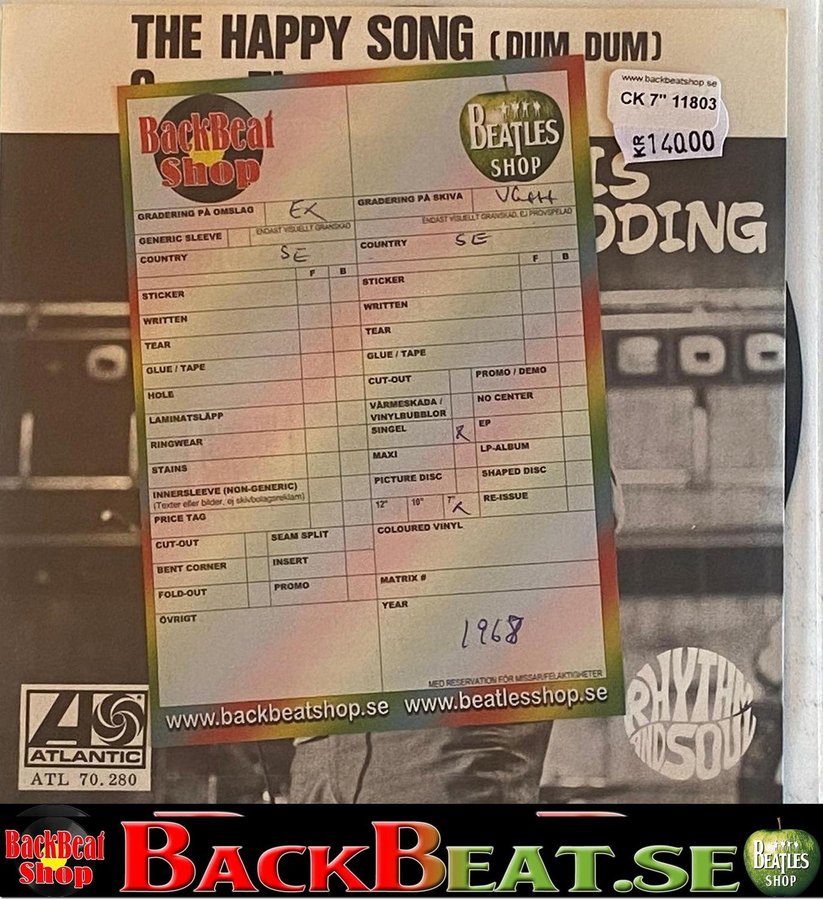 THE HAPPY SONG (DUM DUM)
www.backbeatshop.se
CK 7" 11803
KR 140.00
IS
DDING
BackBeat
Shop
BEATLES
SHOP
GRADERING PÅ OMSLAG EX
ENDAST VISUELLT GRANSKAD
GENERIC SLEEVE
COUNTRY SE
F B
STICKER
WRITTEN
TEAR
GLUE / TAPE
HOLE
LAMINATSLÄPP
RINGWEAR
STAINS
INNERSLEEVE (NON-GENERIC)
(Texter eller bilder, ej skivbolagsreklam)
PRICE TAG
CUT-OUT SEAM SPLIT
BENT CORNER INSERT
FOLD-OUT PROMO
ÖVRIGT
GRADERING PÅ SKIVA
ENDAST VISUELLT GRANSKAD, EJ PROVSPELAD
COUNTRY SE
F B
STICKER
WRITTEN
TEAR
GLUE / TAPE
CUT-OUT PROMO / DEMO
VÄRMESKADA / NO CENTER
VINYLBUBBLOR
SINGEL X EP
MAXI LP-ALBUM
PICTURE DISC SHAPED DISC
12" 10" 7" X RE-ISSUE
COLOURED VINYL
MATRIX #
YEAR
1968
MED RESERVATION FÖR MISSAR/FELAKTIGHETER
www.backbeatshop.se www.beatlesshop.se
ATLANTIC
ATL 70.280
RHYTHM
AND SOUL
BackBeat
Shop
BACKBEAT.SE
BEATLES
SHOP